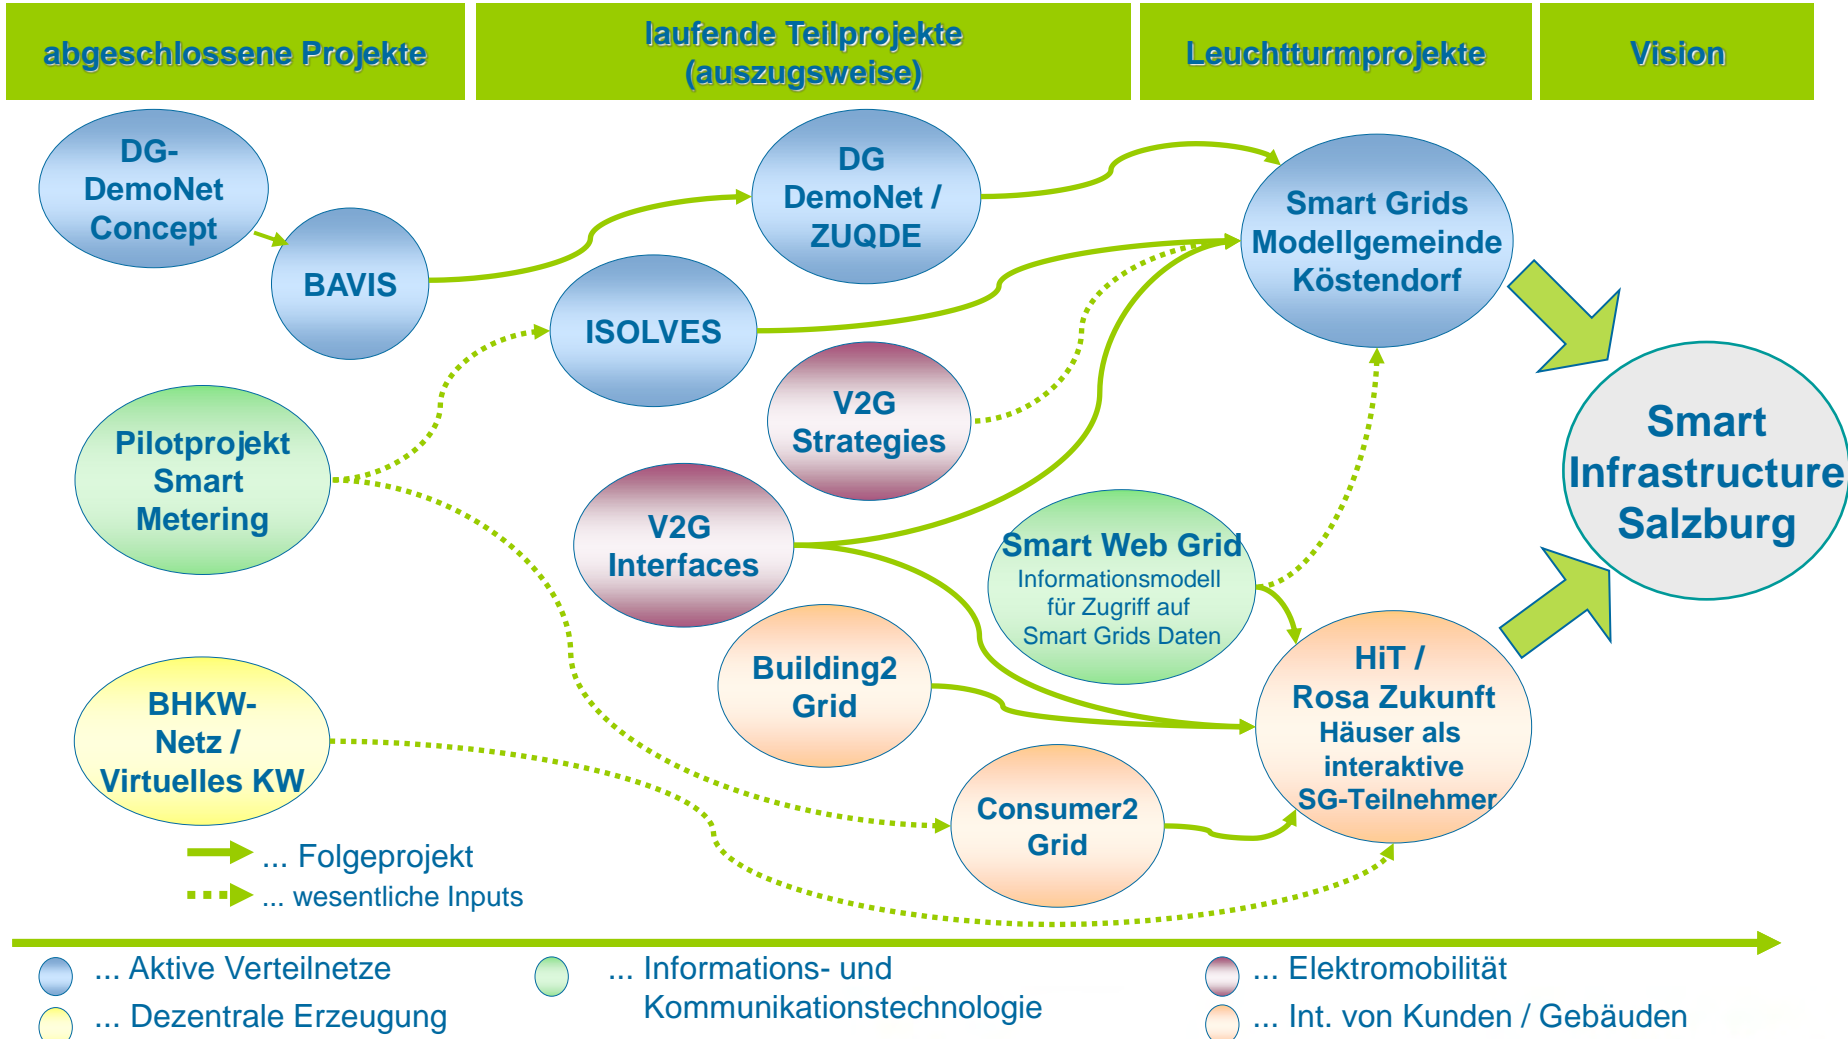 abgeschlossene Projekte
laufende Teilprojekte
(auszugsweise)
Leuchtturmprojekte
Vision
DG-
DemoNet
Concept
BAVIS
DG
DemoNet /
ZUQDE
ISOLVES
Smart Grids
Modellgemeinde
Köstendorf
V2G
Strategies
Pilotprojekt
Smart
Metering
V2G
Interfaces
Smart Web Grid
Informationsmodell
für Zugriff auf
Smart Grids Daten
Smart
Infrastructure
Salzburg
Building2
Grid
HiT /
Rosa Zukunft
Häuser als
interaktive
SG-Teilnehmer
BHKW-
Netz /
Virtuelles KW
Consumer2
Grid
... Folgeprojekt
... wesentliche Inputs
... Aktive Verteilnetze
... Dezentrale Erzeugung
... Informations- und
Kommunikationstechnologie
... Elektromobilität
... Int. von Kunden / Gebäuden